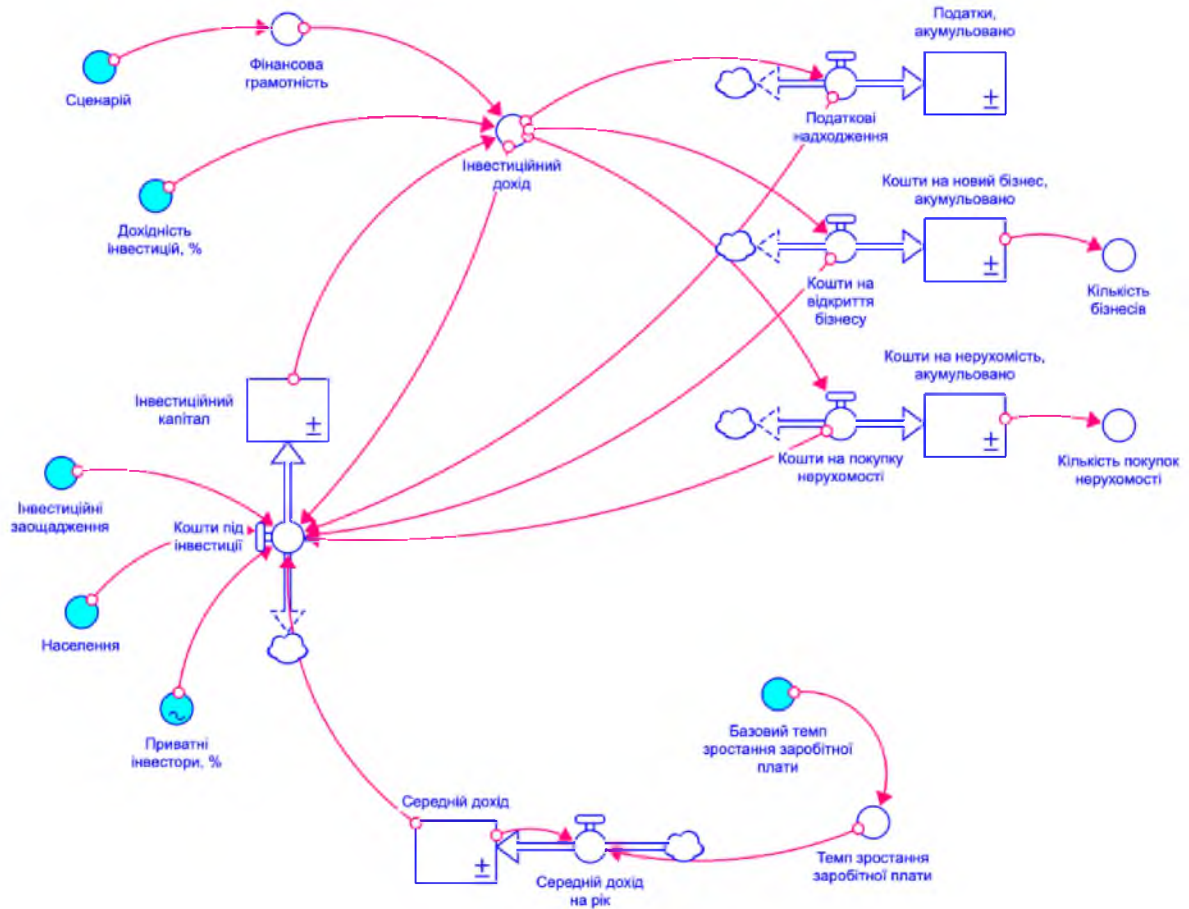 Податки,
акумульовано
Фінансова
грамотність
Сценарій
Податкові
надходження
Інвестиційний
дохід
Кошти на новий бізнес,
акумульовано
Дохідність
інвестицій, %
Кошти на
відкриття
бізнесу
Кількість
бізнесів
Кошти на нерухомість,
акумульовано
Інвестиційний
капітал
Кошти на покупку
нерухомості
Кількість покупок
нерухомості
Інвестиційні
заощадження
Кошти під
інвестиції
Населення
Приватні
інвестори, %
Базовий темп
зростання заробітної
плати
Середній дохід
Середній дохід
на рік
Темп зростання
заробітної плати